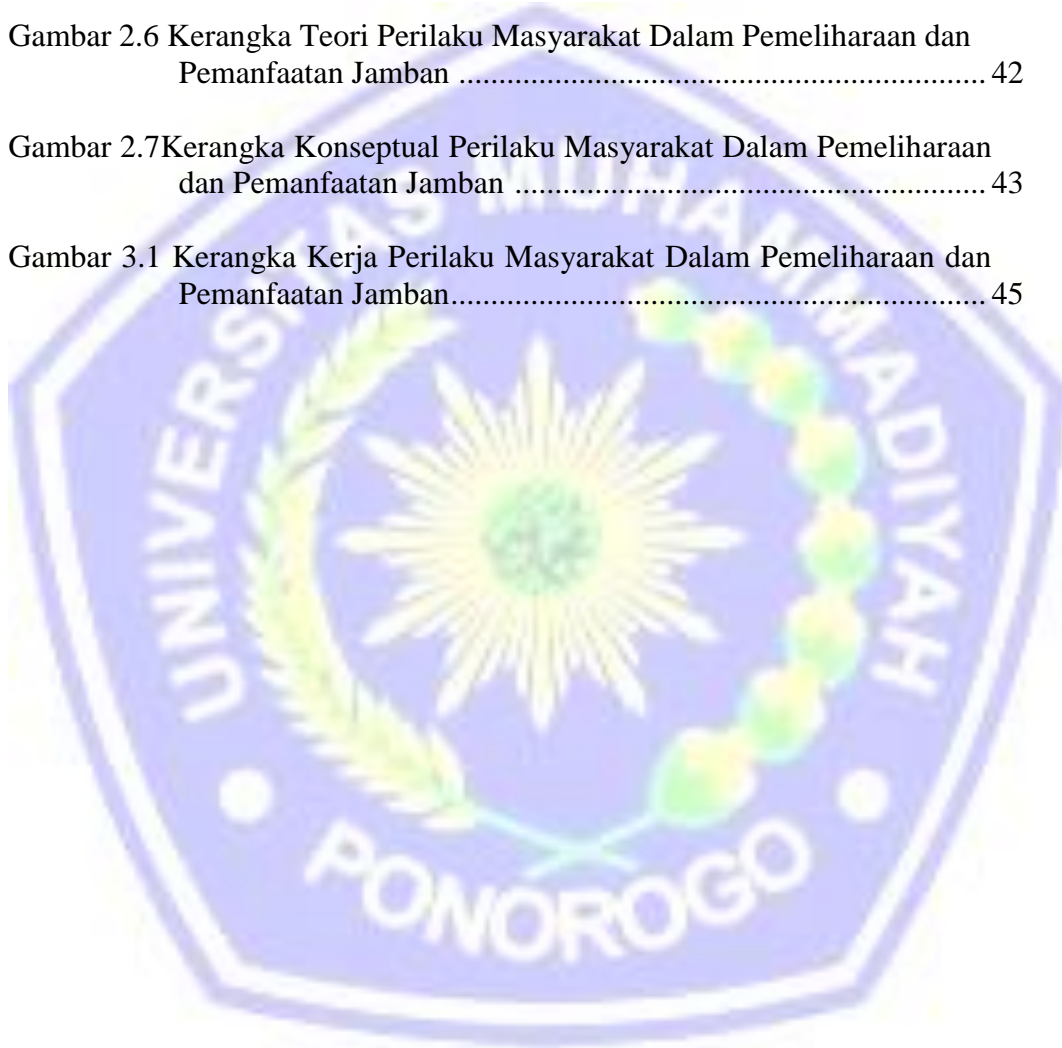 Gambar 2.6 Kerangka Teori Perilaku Masyarakat Dalam Pemeliharaan dan
Pemanfaatan Jamban .................................................................. 42
Gambar 2.7Kerangka Konseptual Perilaku Masyarakat Dalam Pemeliharaan
dan Pemanfaatan Jamban ........................................................... 43
Gambar 3.1 Kerangka Kerja Perilaku Masyarakat Dalam Pemeliharaan dan
Pemanfaatan Jamban................................................................... 45
UNIVERSITAS MUHAMMADIYAH
PONOROGO